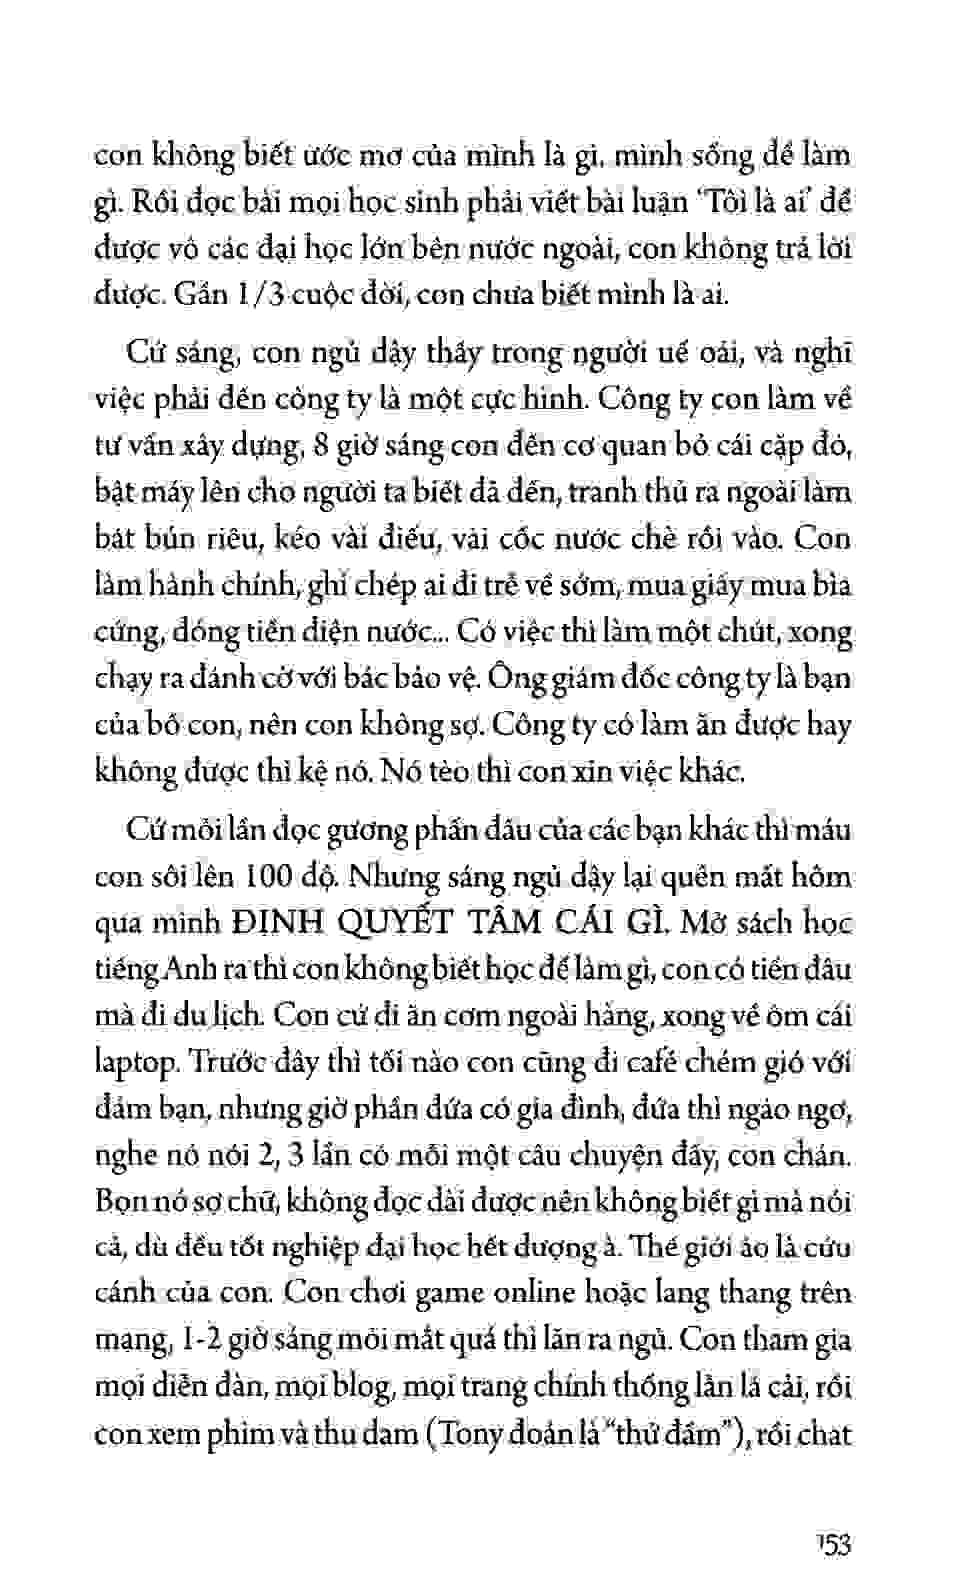 con không biết ước mơ của mình là gì, mình sống để làm
gì. Rồi đọc bài mọi học sinh phải viết bài luận ‘Tôi là ai’ để
được vô các đại học lớn bên nước ngoài, con không trả lời
được. Gần 1/3 cuộc đời, con chưa biết mình là ai.
Cứ sáng, con ngủ dậy thấy trong người uể oải, và nghĩ
việc phải đến công ty là một cực hình. Công ty con làm về
tư vấn xây dựng, 8 giờ sáng con đến cơ quan bỏ cái cặp đó,
bật máy lên cho người ta biết đã đến, tranh thủ ra ngoài làm
bát bún riêu, kéo vài điếu, vài cốc nước chè rồi vào. Con
làm hành chính, ghi chép ai đi trễ về sớm, mua giấy mua bìa
cứng, đóng tiền điện nước... Có việc thì làm một chút, xong
chạy ra đánh cờ với bác bảo vệ. Ông giám đốc công ty là bạn
của bố con, nên con không sợ. Công ty có làm ăn được hay
không được thì kệ nó. Nó tèo thì con xin việc khác.
Cứ mỗi lần đọc gương phấn đấu của các bạn khác thì máu
con sôi lên 100 độ. Nhưng sáng ngủ dậy lại quên mất hôm
qua mình ĐỊNH QUYẾT TÂM CÁI GÌ. Mở sách học
tiếng Anh ra thì con không biết học để làm gì, con có tiền đâu
mà đi du lịch. Con cứ đi ăn cơm ngoài hàng, xong về ôm cái
laptop. Trước đây thì tối nào con cũng đi café chém gió với
đám bạn, nhưng giờ phần đứa có gia đình, đứa thì ngáo ngơ,
nghe nó nói 2, 3 lần có mỗi một câu chuyện đấy, con chán.
Bọn nó sợ chữ, không đọc dài được nên không biết gì mà nói
cả, dù đều tốt nghiệp đại học hết dượng à. Thế giới ảo là cứu
cánh của con. Con chơi game online hoặc lang thang trên
mạng, 1-2 giờ sáng mỏi mắt quá thì lăn ra ngủ. Con tham gia
mọi diễn đàn, mọi blog, mọi trang chính thống lẫn lá cải, rồi
con xem phim và thu dam (Tony đoán là “thử đấm”), rồi chat
153